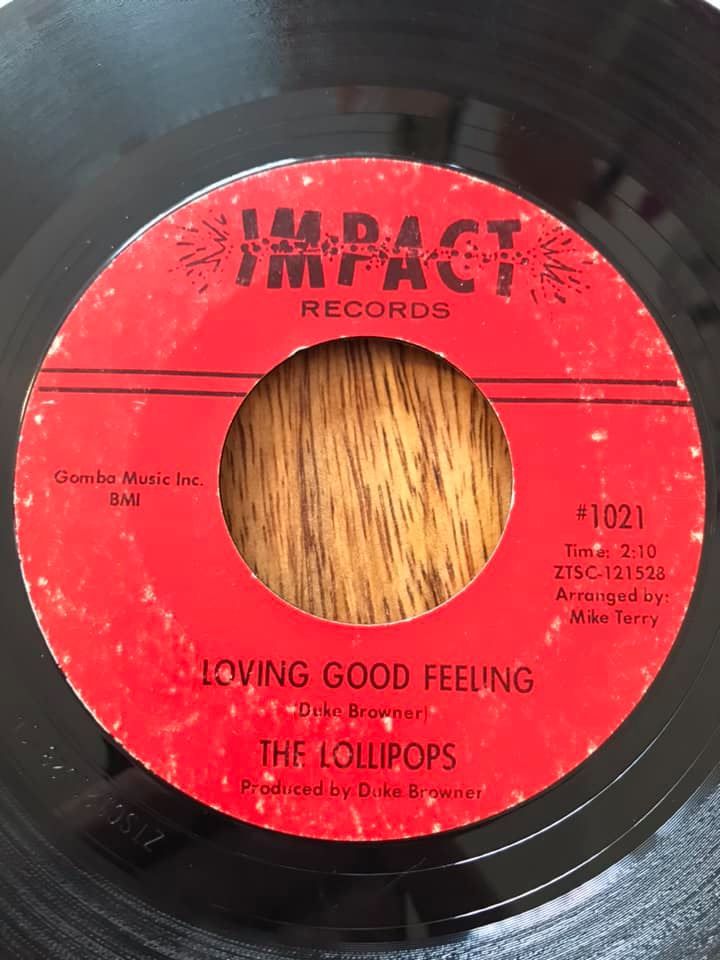 IMPACT
RECORDS
Gomba Music Inc.
BMI
#1021
Time: 2:10
ZTSC-121528
Arranged by:
Mike Terry
LOVING GOOD FEELING
(Duke Browner)
THE LOLLIPOPS
Produced by Duke Browner